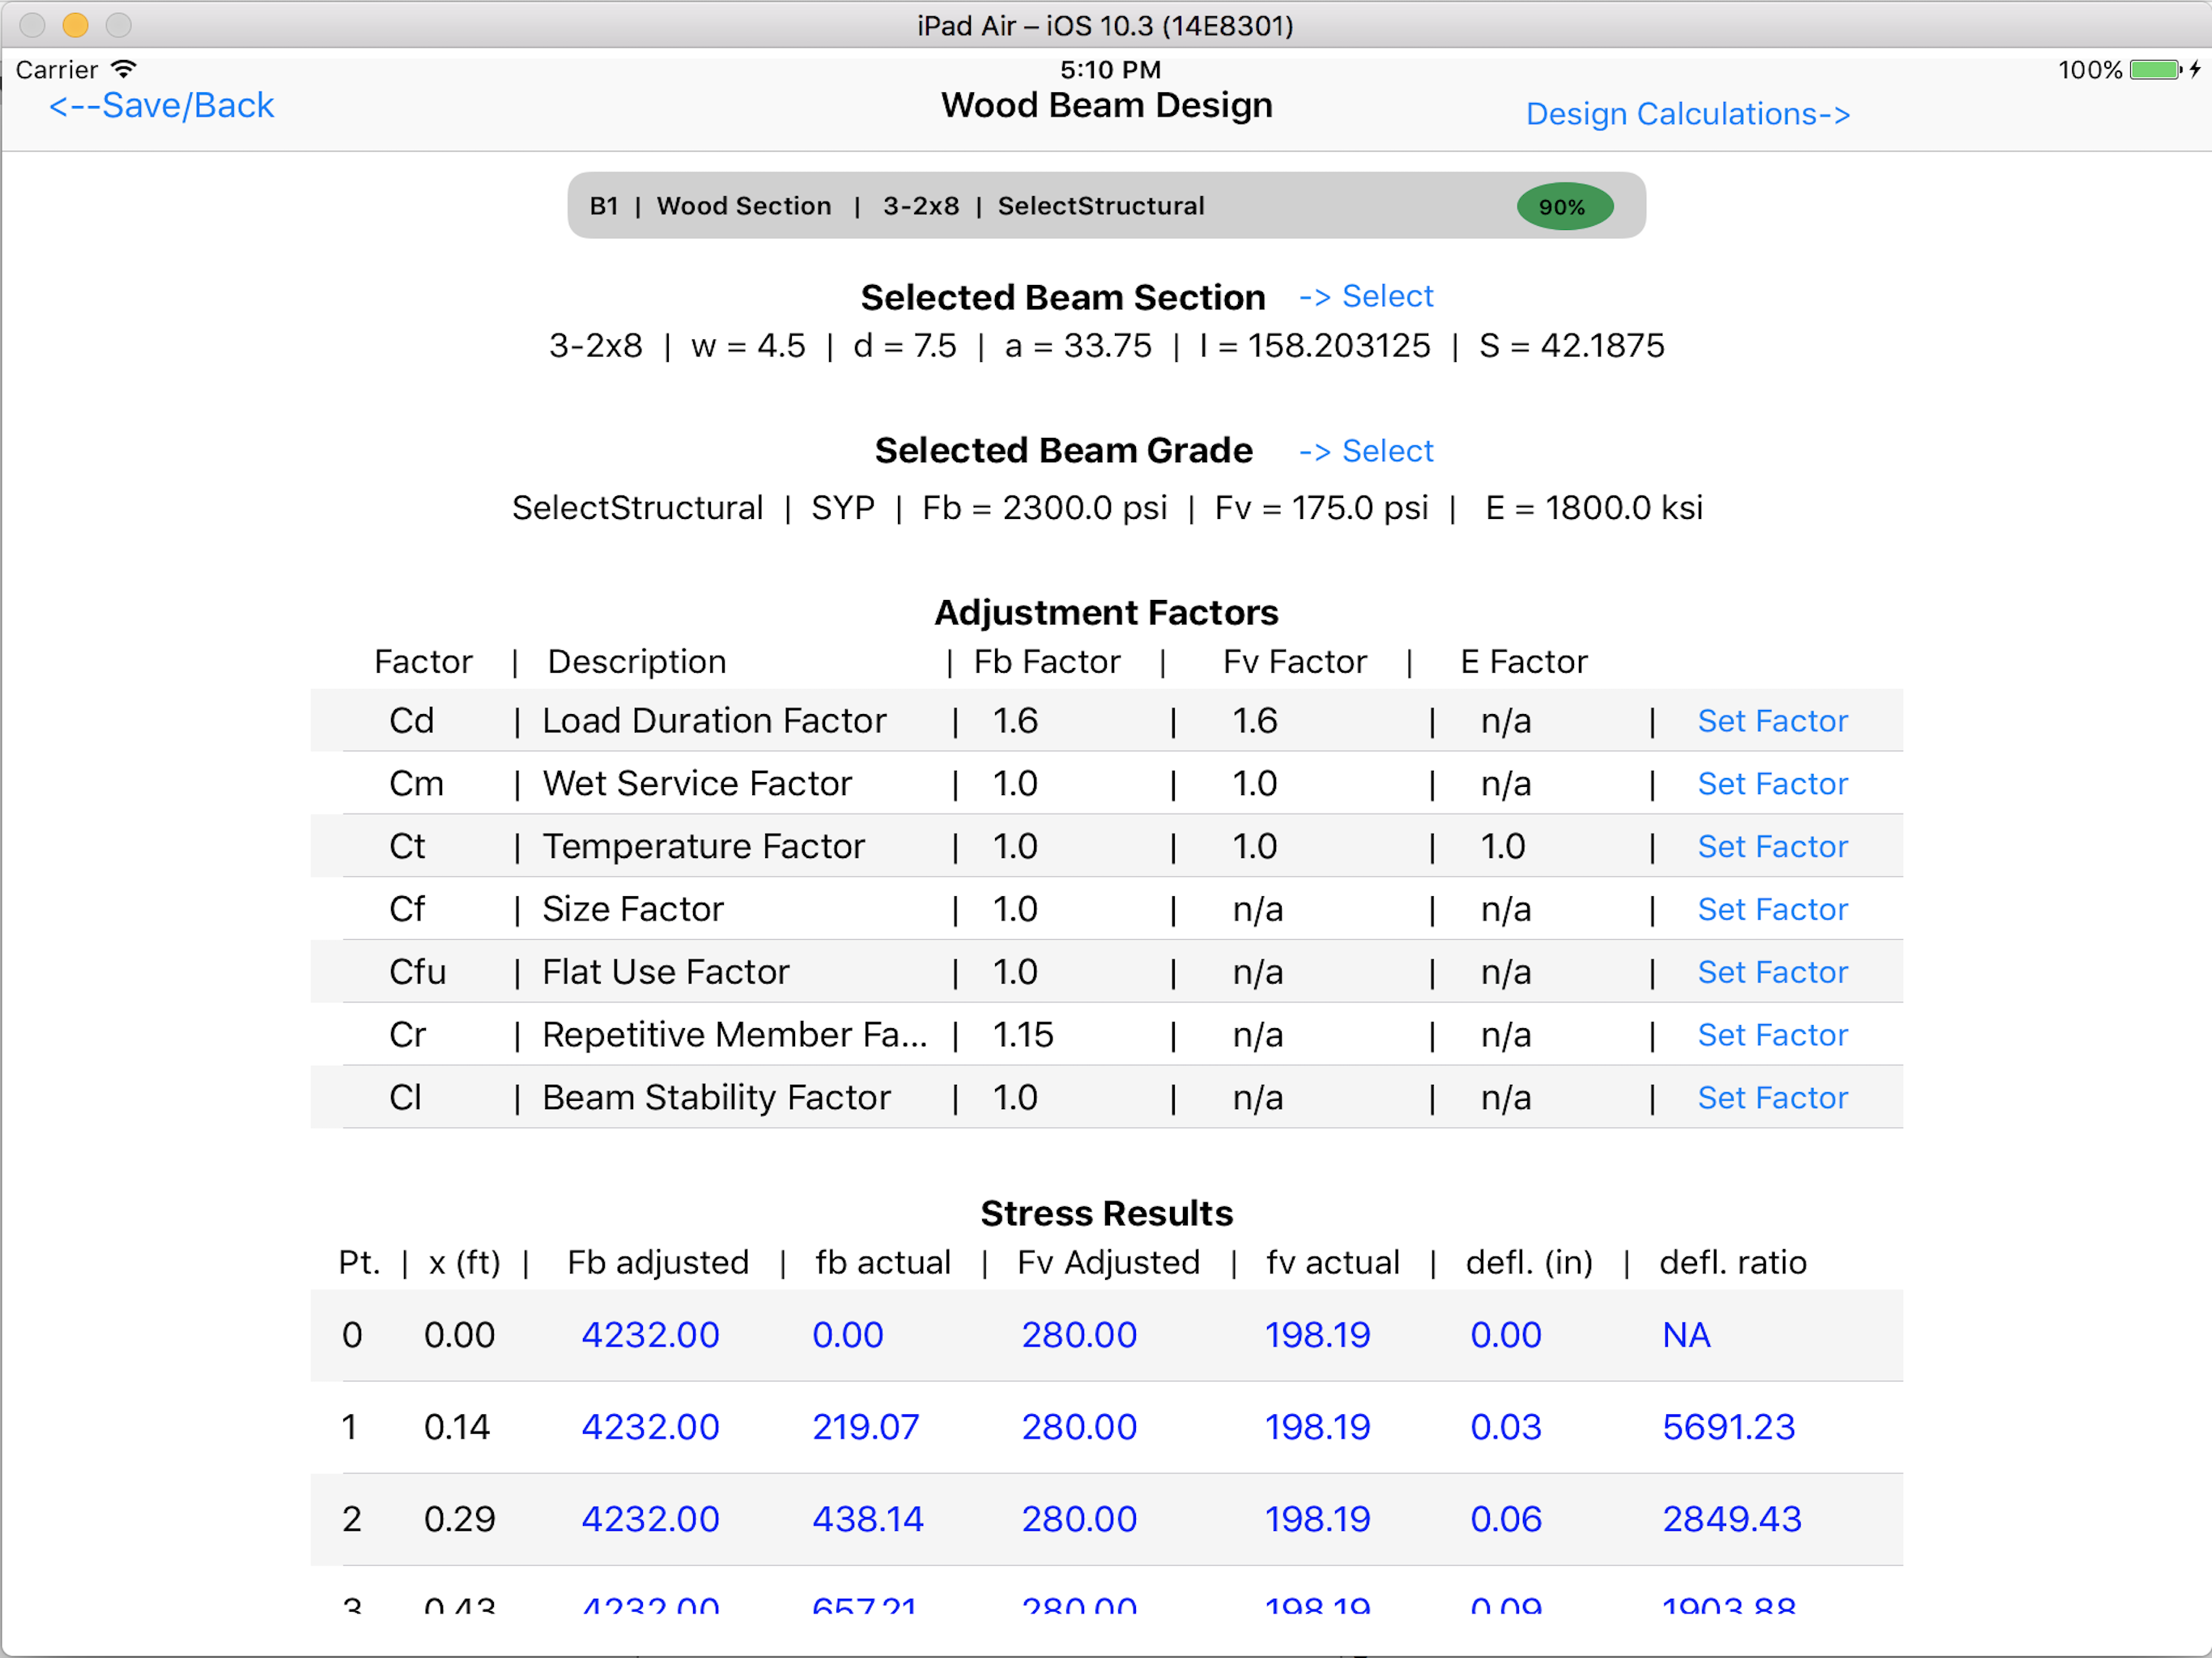 iPad Air – iOS 10.3 (14E8301)
Carrier 5:10 PM 100%
<--Save/Back Wood Beam Design Design Calculations->
B1 | Wood Section | 3-2x8 | SelectStructural 90%
Selected Beam Section -> Select
3-2x8 | w = 4.5 | d = 7.5 | a = 33.75 | I = 158.203125 | S = 42.1875
Selected Beam Grade -> Select
SelectStructural | SYP | Fb = 2300.0 psi | Fv = 175.0 psi | E = 1800.0 ksi
Adjustment Factors
Factor | Description | Fb Factor | Fv Factor | E Factor
Cd | Load Duration Factor | 1.6 | 1.6 | n/a | Set Factor
Cm | Wet Service Factor | 1.0 | 1.0 | n/a | Set Factor
Ct | Temperature Factor | 1.0 | 1.0 | 1.0 | Set Factor
Cf | Size Factor | 1.0 | n/a | n/a | Set Factor
Cfu | Flat Use Factor | 1.0 | n/a | n/a | Set Factor
Cr | Repetitive Member Fa... | 1.15 | n/a | n/a | Set Factor
Cl | Beam Stability Factor | 1.0 | n/a | n/a | Set Factor
Stress Results
Pt. | x (ft) | Fb adjusted | fb actual | Fv Adjusted | fv actual | defl. (in) | defl. ratio
0 0.00 4232.00 0.00 280.00 198.19 0.00 NA
1 0.14 4232.00 219.07 280.00 198.19 0.03 5691.23
2 0.29 4232.00 438.14 280.00 198.19 0.06 2849.43
3 0.43 4232.00 657.21 280.00 198.19 0.09 1903.88